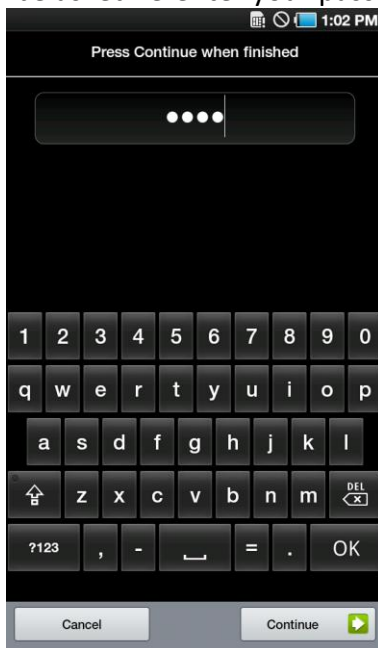 1:02 PM
Press Continue when finished
••••
1 2 3 4 5 6 7 8 9 0
q w e r t y u i o p
a s d f g h j k l
z x c v b n m DEL
?123 , - = . OK
Cancel Continue